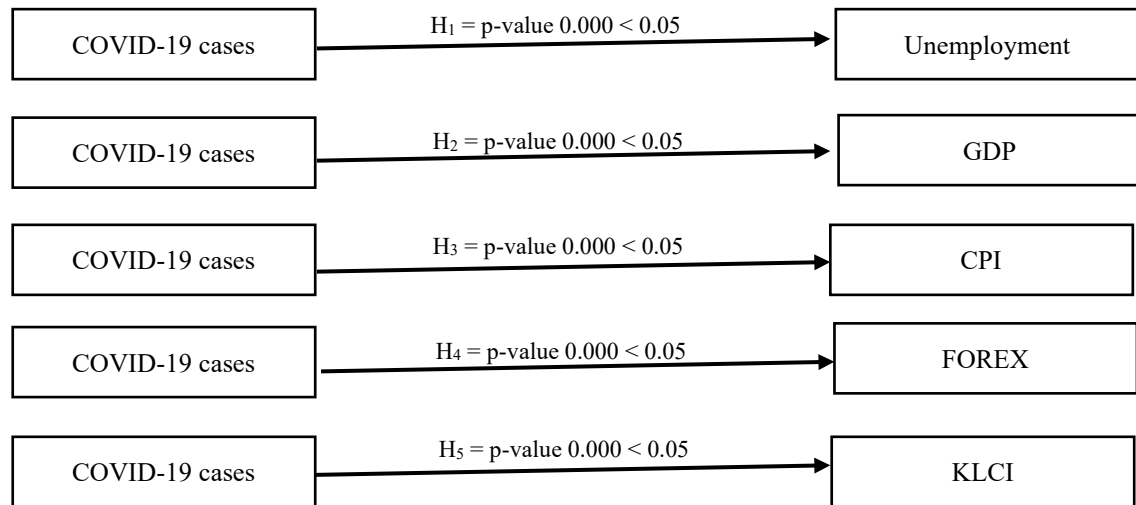 COVID-19 cases
H₁ = p-value 0.000 < 0.05
Unemployment
COVID-19 cases
H₂ = p-value 0.000 < 0.05
GDP
COVID-19 cases
H₃ = p-value 0.000 < 0.05
CPI
COVID-19 cases
H₄ = p-value 0.000 < 0.05
FOREX
COVID-19 cases
H₅ = p-value 0.000 < 0.05
KLCI